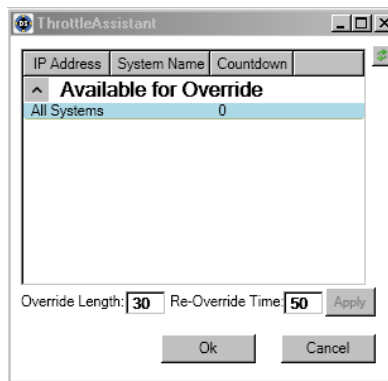 ThrottleAssistant
IP Address System Name Countdown
Available for Override
All Systems 0
Override Length: 30 Re-Override Time: 50 Apply
Ok Cancel